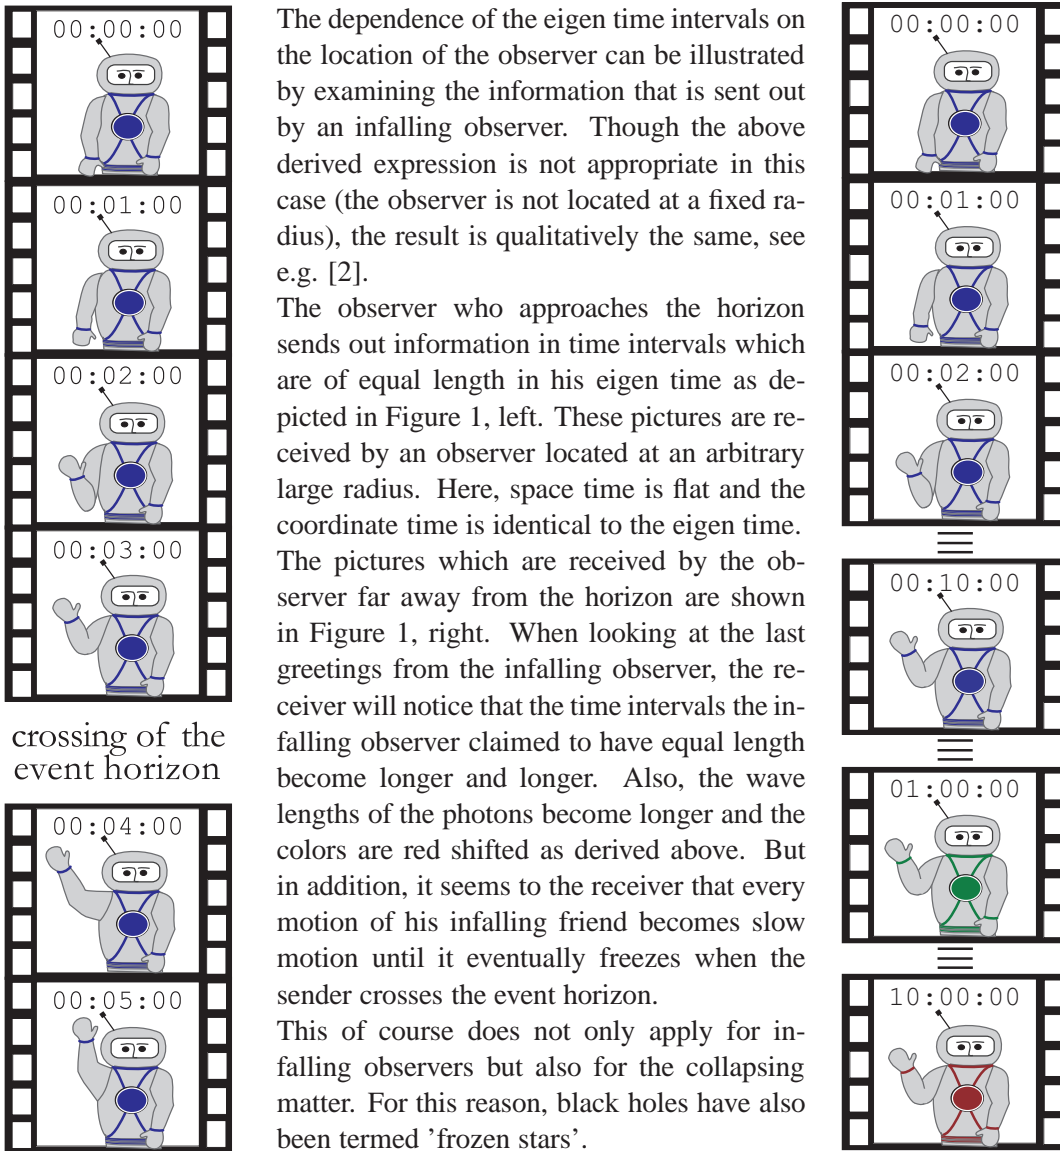 00:00:00
00:01:00
00:02:00
00:03:00
crossing of the
event horizon
00:04:00
00:05:00
The dependence of the eigen time intervals on
the location of the observer can be illustrated
by examining the information that is sent out
by an infalling observer. Though the above
derived expression is not appropriate in this
case (the observer is not located at a fixed ra-
dius), the result is qualitatively the same, see
e.g. [2].
The observer who approaches the horizon
sends out information in time intervals which
are of equal length in his eigen time as de-
picted in Figure 1, left. These pictures are re-
ceived by an observer located at an arbitrary
large radius. Here, space time is flat and the
coordinate time is identical to the eigen time.
The pictures which are received by the ob-
server far away from the horizon are shown
in Figure 1, right. When looking at the last
greetings from the infalling observer, the re-
ceiver will notice that the time intervals the in-
falling observer claimed to have equal length
become longer and longer. Also, the wave
lengths of the photons become longer and the
colors are red shifted as derived above. But
in addition, it seems to the receiver that every
motion of his infalling friend becomes slow
motion until it eventually freezes when the
sender crosses the event horizon.
This of course does not only apply for in-
falling observers but also for the collapsing
matter. For this reason, black holes have also
been termed 'frozen stars'.
00:00:00
00:01:00
00:02:00
00:10:00
01:00:00
10:00:00